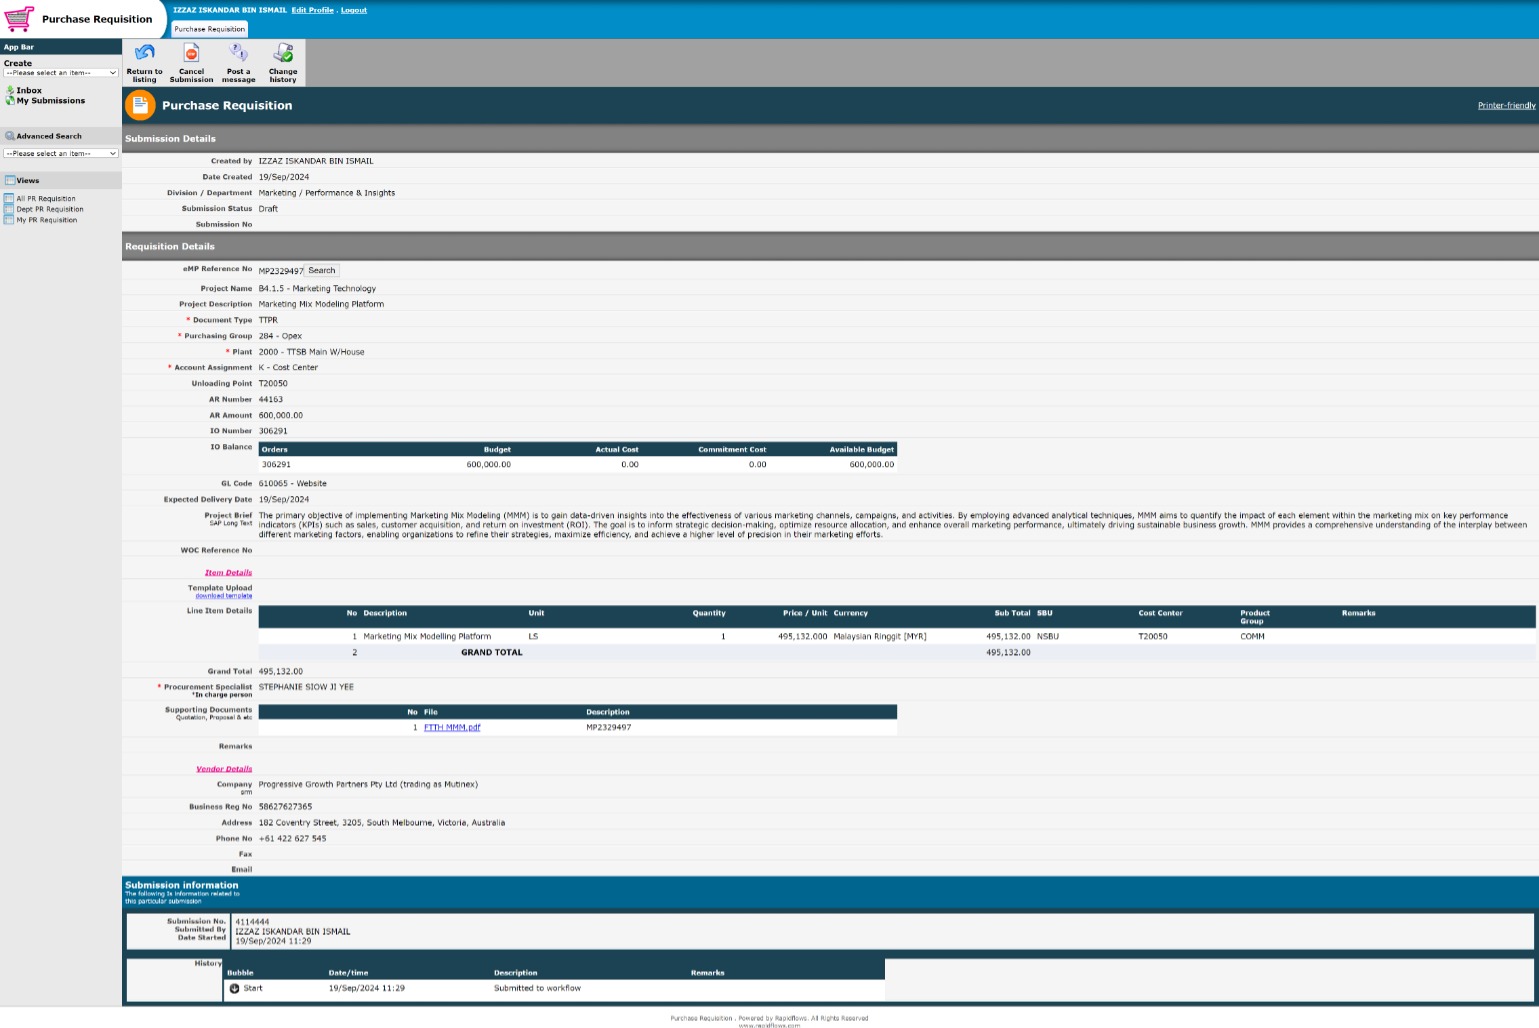 Purchase Requisition
IZZAZ ISKANDAR BIN ISMAIL Edit Profile . Logout
Purchase Requisition
App Bar
Create
--Please select an item--
Inbox
My Submissions
Advanced Search
--Please select an item--
Views
All PR Requisition
Dept PR Requisition
My PR Requisition
Return to listing
Cancel Submission
Post a message
Change history
Purchase Requisition
Printer-friendly
Submission Details
Created by IZZAZ ISKANDAR BIN ISMAIL
Date Created 19/Sep/2024
Division / Department Marketing / Performance & Insights
Submission Status Draft
Submission No
Requisition Details
eMP Reference No MP2329497 Search
Project Name B4.1.5 - Marketing Technology
Project Description Marketing Mix Modeling Platform
* Document Type TTPR
* Purchasing Group 284 - Opex
* Plant 2000 - TTSB Main W/House
* Account Assignment K - Cost Center
Unloading Point T20050
AR Number 44163
AR Amount 600,000.00
IO Number 306291
IO Balance Orders Budget Actual Cost Commitment Cost Available Budget
306291 600,000.00 0.00 0.00 600,000.00
GL Code 610065 - Website
Expected Delivery Date 19/Sep/2024
Project Brief The primary objective of implementing Marketing Mix Modeling (MMM) is to gain data-driven insights into the effectiveness of various marketing channels, campaigns, and activities. By employing advanced analytical techniques, MMM aims to quantify the impact of each element within the marketing mix on key performance
SAP Long Text indicators (KPIs) such as sales, customer acquisition, and return on investment (ROI). The goal is to inform strategic decision-making, optimize resource allocation, and enhance overall marketing performance, ultimately driving sustainable business growth. MMM provides a comprehensive understanding of the interplay between
different marketing factors, enabling organizations to refine their strategies, maximize efficiency, and achieve a higher level of precision in their marketing efforts.
WOC Reference No
Item Details
Template Upload
download template
Line Item Details No Description Unit Quantity Price / Unit Currency Sub Total SBU Cost Center Product Group Remarks
1 Marketing Mix Modelling Platform LS 1 495,132.000 Malaysian Ringgit [MYR] 495,132.00 NSBU T20050 COMM
2 GRAND TOTAL 495,132.00
Grand Total 495,132.00
* Procurement Specialist STEPHANIE SIOW JI YEE
*In charge person
Supporting Documents No File Description
Quotation, Proposal & etc
1 FTTH MMM.pdf MP2329497
Remarks
Vendor Details
Company Progressive Growth Partners Pty Ltd (trading as Mutinex)
srm
Business Reg No 58627627365
Address 182 Coventry Street, 3205, South Melbourne, Victoria, Australia
Phone No +61 422 627 545
Fax
Email
Submission information
The following is information related to
this particular submission
Submission No. 4114444
Submitted By IZZAZ ISKANDAR BIN ISMAIL
Date Started 19/Sep/2024 11:29
History
Bubble Date/time Description Remarks
Start 19/Sep/2024 11:29 Submitted to workflow
Purchase Requisition . Powered by Rapidflows. All Rights Reserved
www.rapidflows.com